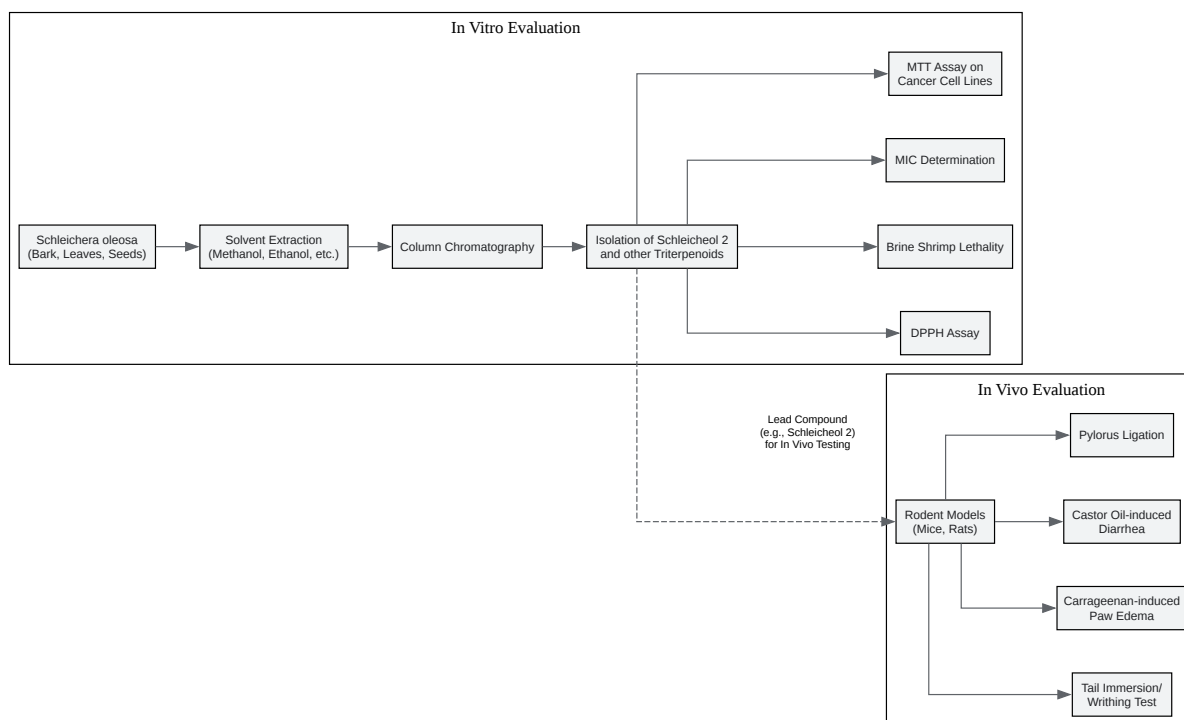 In Vitro Evaluation
MTT Assay on
Cancer Cell Lines
MIC Determination
Schleichera oleosa
(Bark, Leaves, Seeds)
Solvent Extraction
(Methanol, Ethanol, etc.)
Column Chromatography
Isolation of Schleicheol 2
and other Triterpenoids
Brine Shrimp Lethality
DPPH Assay
In Vivo Evaluation
Lead Compound
(e.g., Schleicheol 2)
for In Vivo Testing
Pylorus Ligation
Rodent Models
(Mice, Rats)
Castor Oil-induced
Diarrhea
Carrageenan-induced
Paw Edema
Tail Immersion/
Writhing Test